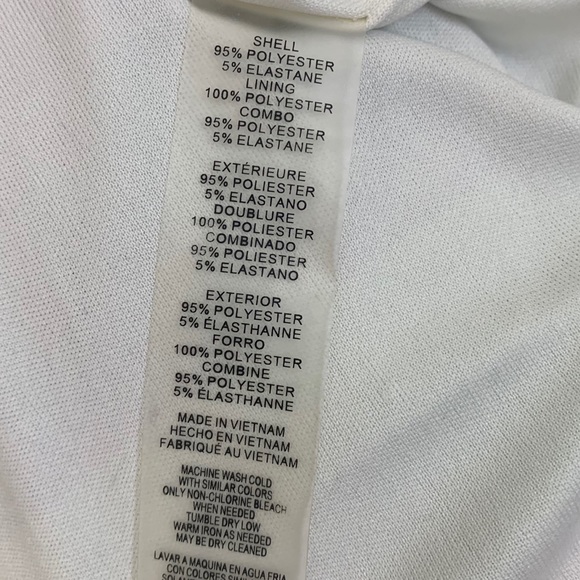 SHELL
95% POLYESTER
5% ELASTANE
LINING
100% POLYESTER
COMBO
95% POLYESTER
5% ELASTANE
EXTÉRIEURE
95% POLIESTER
5% ELASTANO
DOUBLURE
100% POLIESTER
COMBINADO
95% POLIESTER
5% ELASTANO
EXTERIOR
95% POLYESTER
5% ÉLASTHANNE
FORRO
100% POLYESTER
COMBINE
95% POLYESTER
5% ÉLASTHANNE
MADE IN VIETNAM
HECHO EN VIETNAM
FABRIQUÉ AU VIETNAM
MACHINE WASH COLD
WITH SIMILAR COLORS
ONLY NON-CHLORINE BLEACH
WHEN NEEDED
TUMBLE DRY LOW
WARM IRON AS NEEDED
MAY BE DRY CLEANED
LAVAR A MAQUINA EN AGUA FRIA
CON COLORES